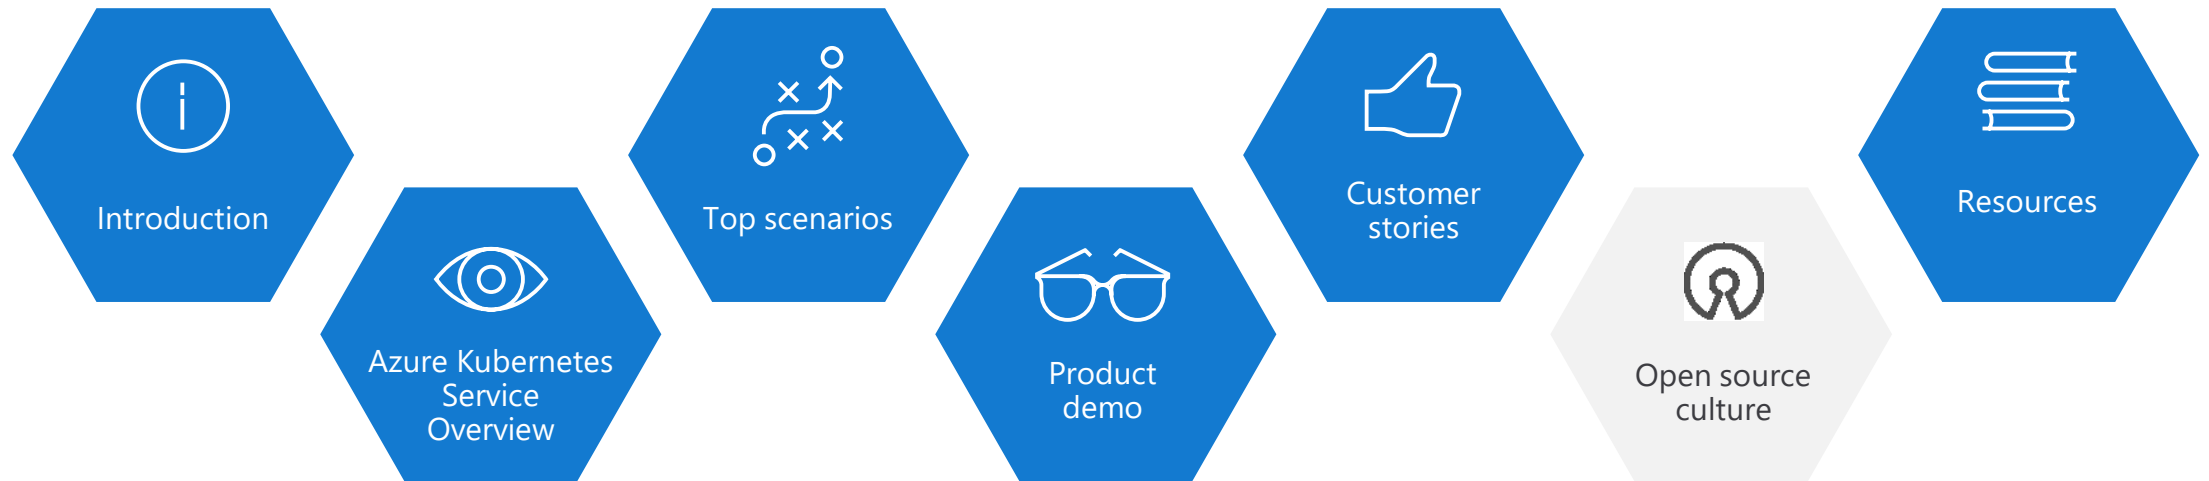 Introduction
Azure Kubernetes
Service
Overview
Top scenarios
Product
demo
Customer
stories
Open source
culture
Resources